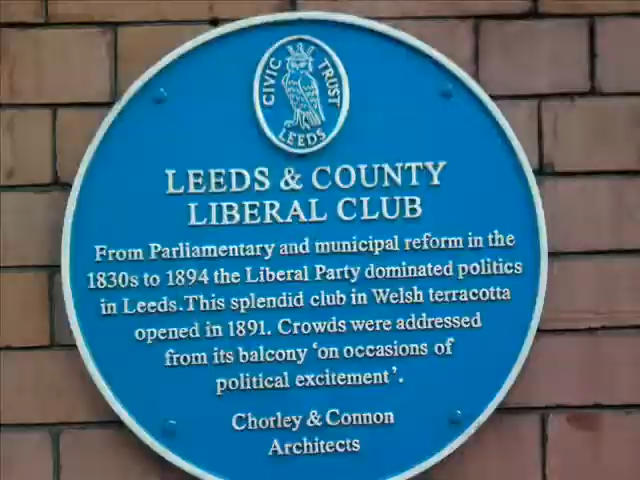 CIVIC TRUST
LEEDS
LEEDS & COUNTY
LIBERAL CLUB
From Parliamentary and municipal reform in the
1830s to 1894 the Liberal Party dominated politics
in Leeds.This splendid club in Welsh terracotta
opened in 1891. Crowds were addressed
from its balcony ‘on occasions of
political excitement’.
Chorley & Connon
Architects